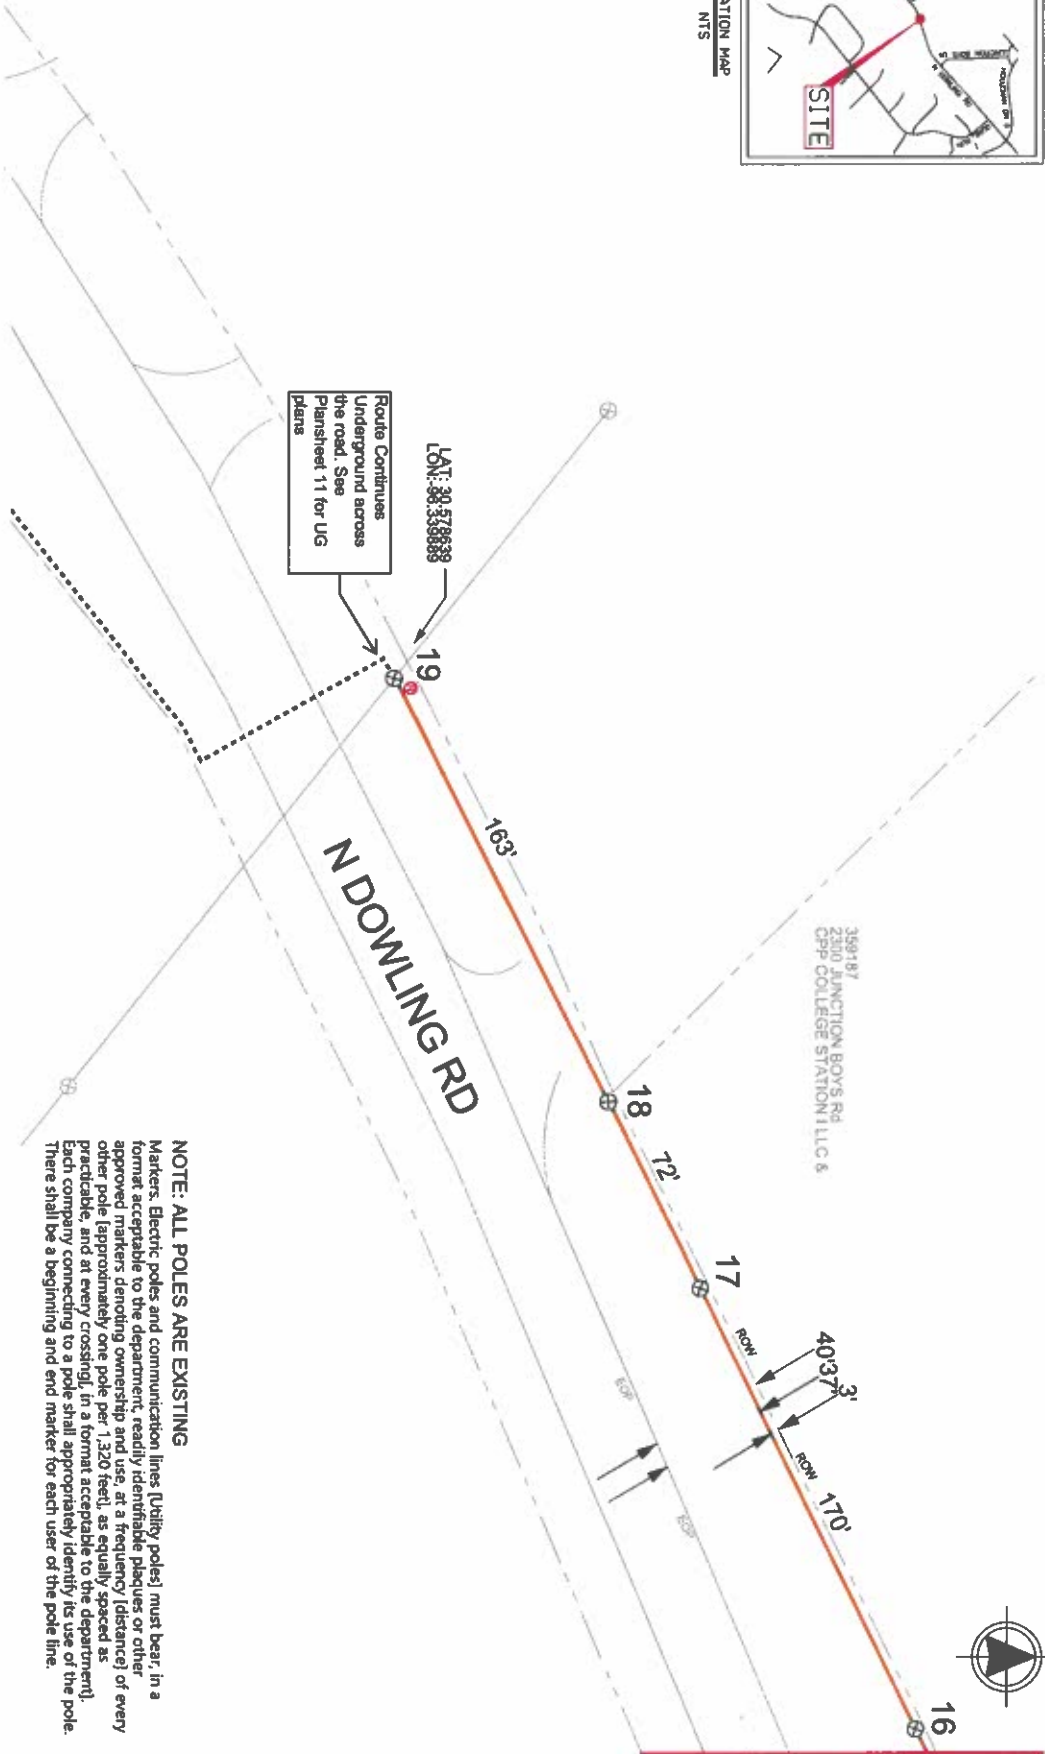 SITE
ATION MAP
NTS
16
170'
ROW
3'
40'37'
ROW
17
72'
18
359187
2300 JUNCTION BOYS Rd
CPP COLLEGE STATION I LLC &
163'
19
LAT: 30.578639
LON:-96.339889
Route Continues
Underground across
the road. See
Plansheet 11 for UG
plans
N DOWLING RD
EOP
EOP
NOTE: ALL POLES ARE EXISTING
Markers. Electric poles and communication lines [Utility poles] must bear, in a
format acceptable to the department, readily identifiable plaques or other
approved markers denoting ownership and use, at a frequency [distance] of every
other pole [approximately one pole per 1,320 feet], as equally spaced as
practicable, and at every crossing[, in a format acceptable to the department].
Each company connecting to a pole shall appropriately identify its use of the pole.
There shall be a beginning and end marker for each user of the pole line.